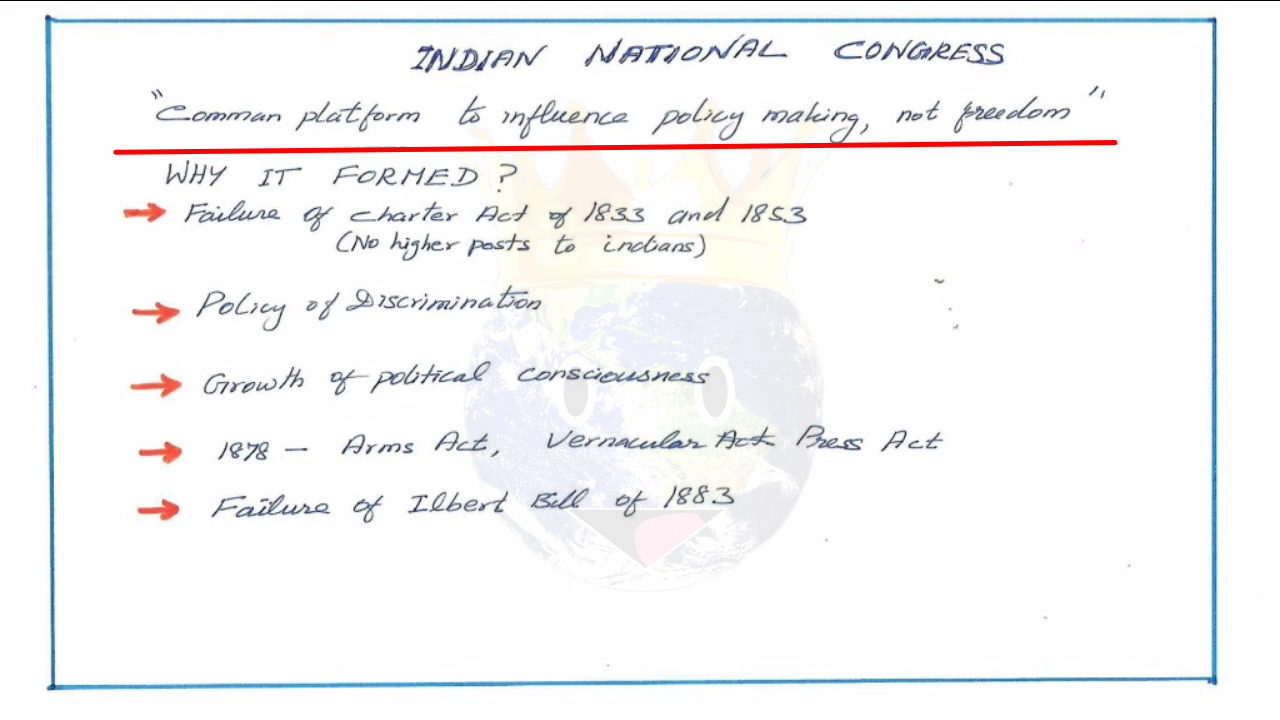 INDIAN NATIONAL CONGRESS
"Comman platform to influence policy making, not freedom"
WHY IT FORMED?
→ Failure of charter Act of 1833 and 1853
(No higher posts to indians)
→ Policy of Discrimination
→ Growth of political consciousness
→ 1878 – Arms Act, Vernacular Act Press Act
→ Failure of Ilbert Bill of 1883